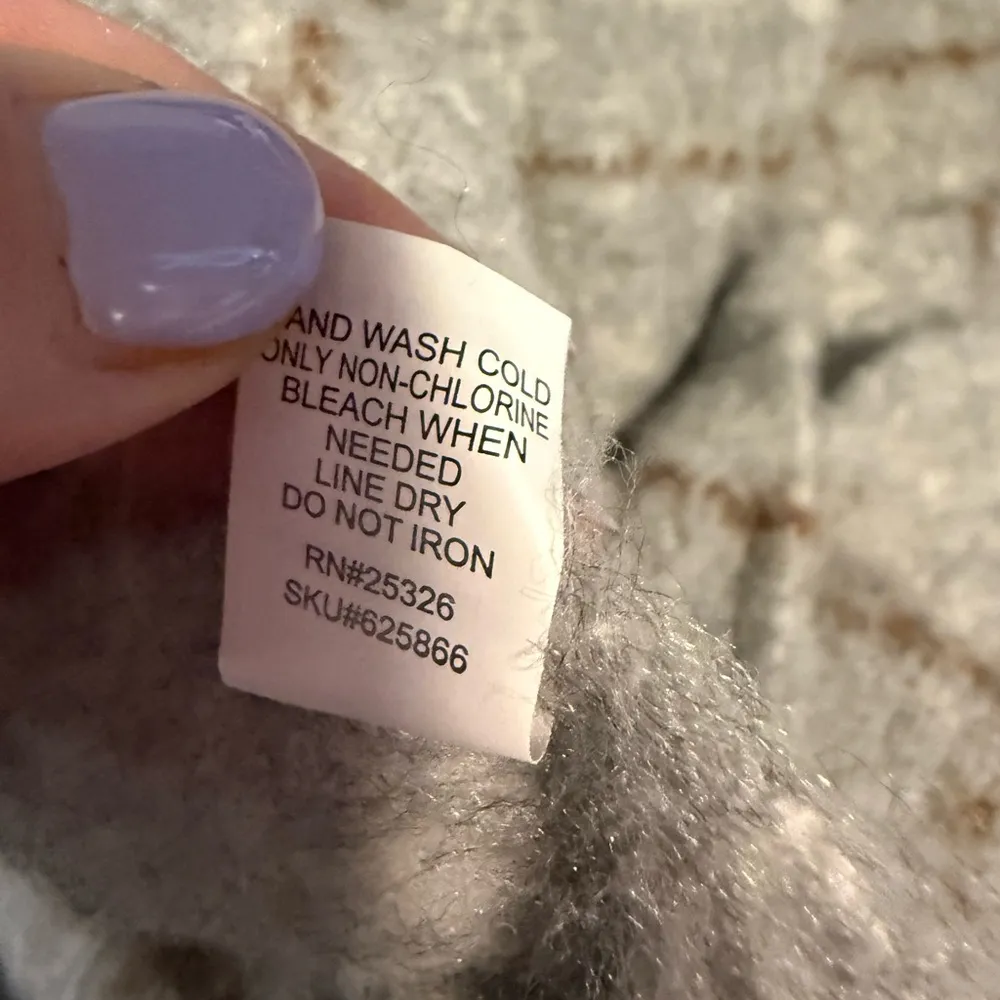 AND WASH COLD
ONLY NON-CHLORINE
BLEACH WHEN
NEEDED
LINE DRY
DO NOT IRON
RN#25326
SKU#625866